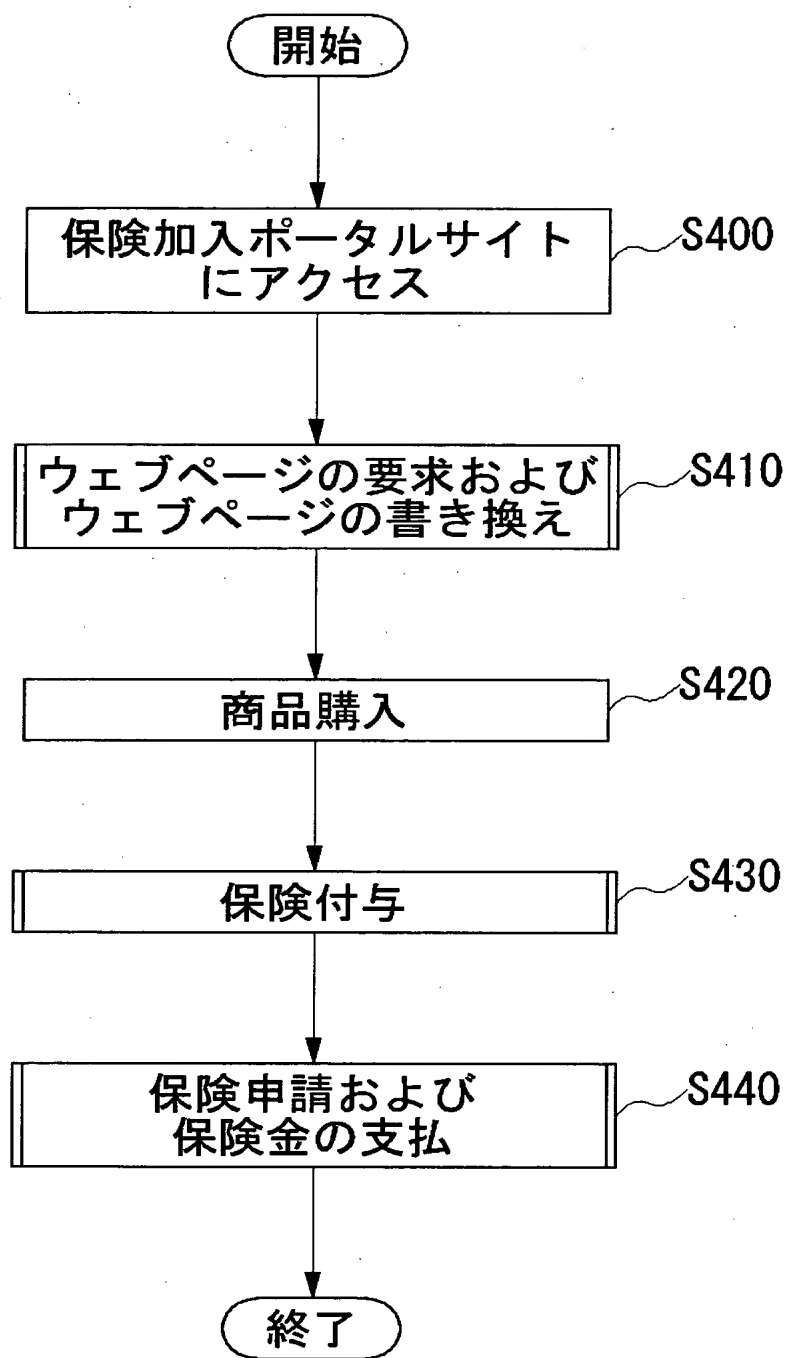 開始
保険加入ポータルサイト
にアクセス
S400
ウェブページの要求および
ウェブページの書き換え
S410
商品購入
S420
保険付与
S430
保険申請および
保険金の支払
S440
終了